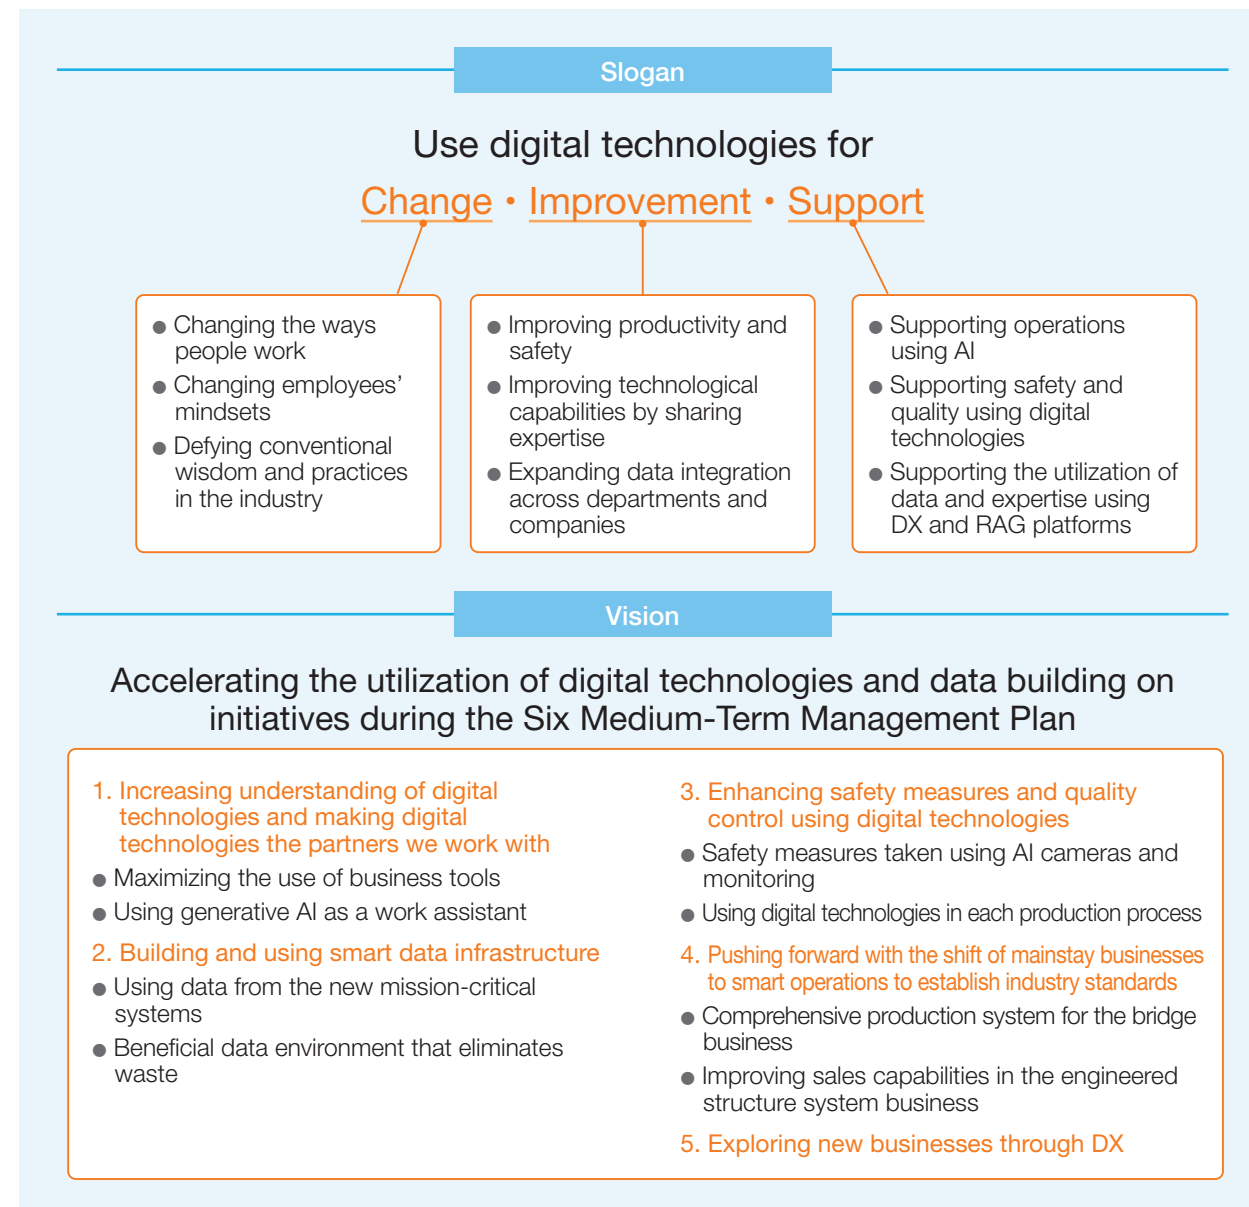 Slogan
Use digital technologies for
Change・Improvement・Support
● Changing the ways
people work
● Changing employees’
mindsets
● Defying conventional
wisdom and practices
in the industry
● Improving productivity and
safety
● Improving technological
capabilities by sharing
expertise
● Expanding data integration
across departments and
companies
● Supporting operations
using AI
● Supporting safety and
quality using digital
technologies
● Supporting the utilization of
data and expertise using
DX and RAG platforms
Vision
Accelerating the utilization of digital technologies and data building on
initiatives during the Six Medium-Term Management Plan
1. Increasing understanding of digital
technologies and making digital
technologies the partners we work with
● Maximizing the use of business tools
● Using generative AI as a work assistant
2. Building and using smart data infrastructure
● Using data from the new mission-critical
systems
● Beneficial data environment that eliminates
waste
3. Enhancing safety measures and quality
control using digital technologies
● Safety measures taken using AI cameras and
monitoring
● Using digital technologies in each production process
4. Pushing forward with the shift of mainstay businesses
to smart operations to establish industry standards
● Comprehensive production system for the bridge
business
● Improving sales capabilities in the engineered
structure system business
5. Exploring new businesses through DX